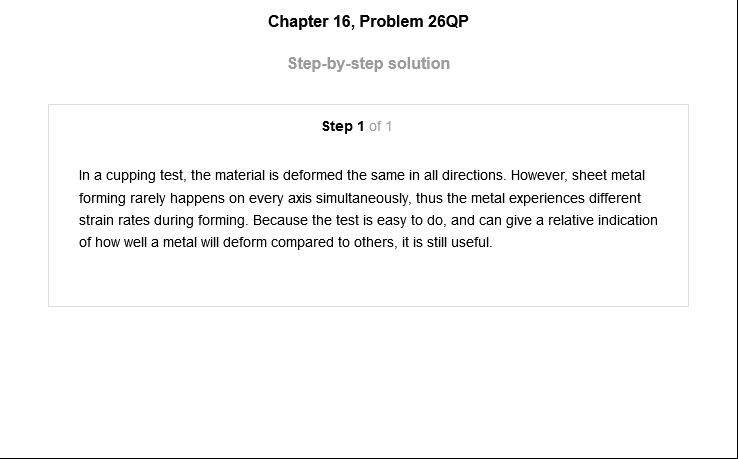 Chapter 16, Problem 26QP
Step-by-step solution
Step 1 of 1
In a cupping test, the material is deformed the same in all directions. However, sheet metal
forming rarely happens on every axis simultaneously, thus the metal experiences different
strain rates during forming. Because the test is easy to do, and can give a relative indication
of how well a metal will deform compared to others, it is still useful.